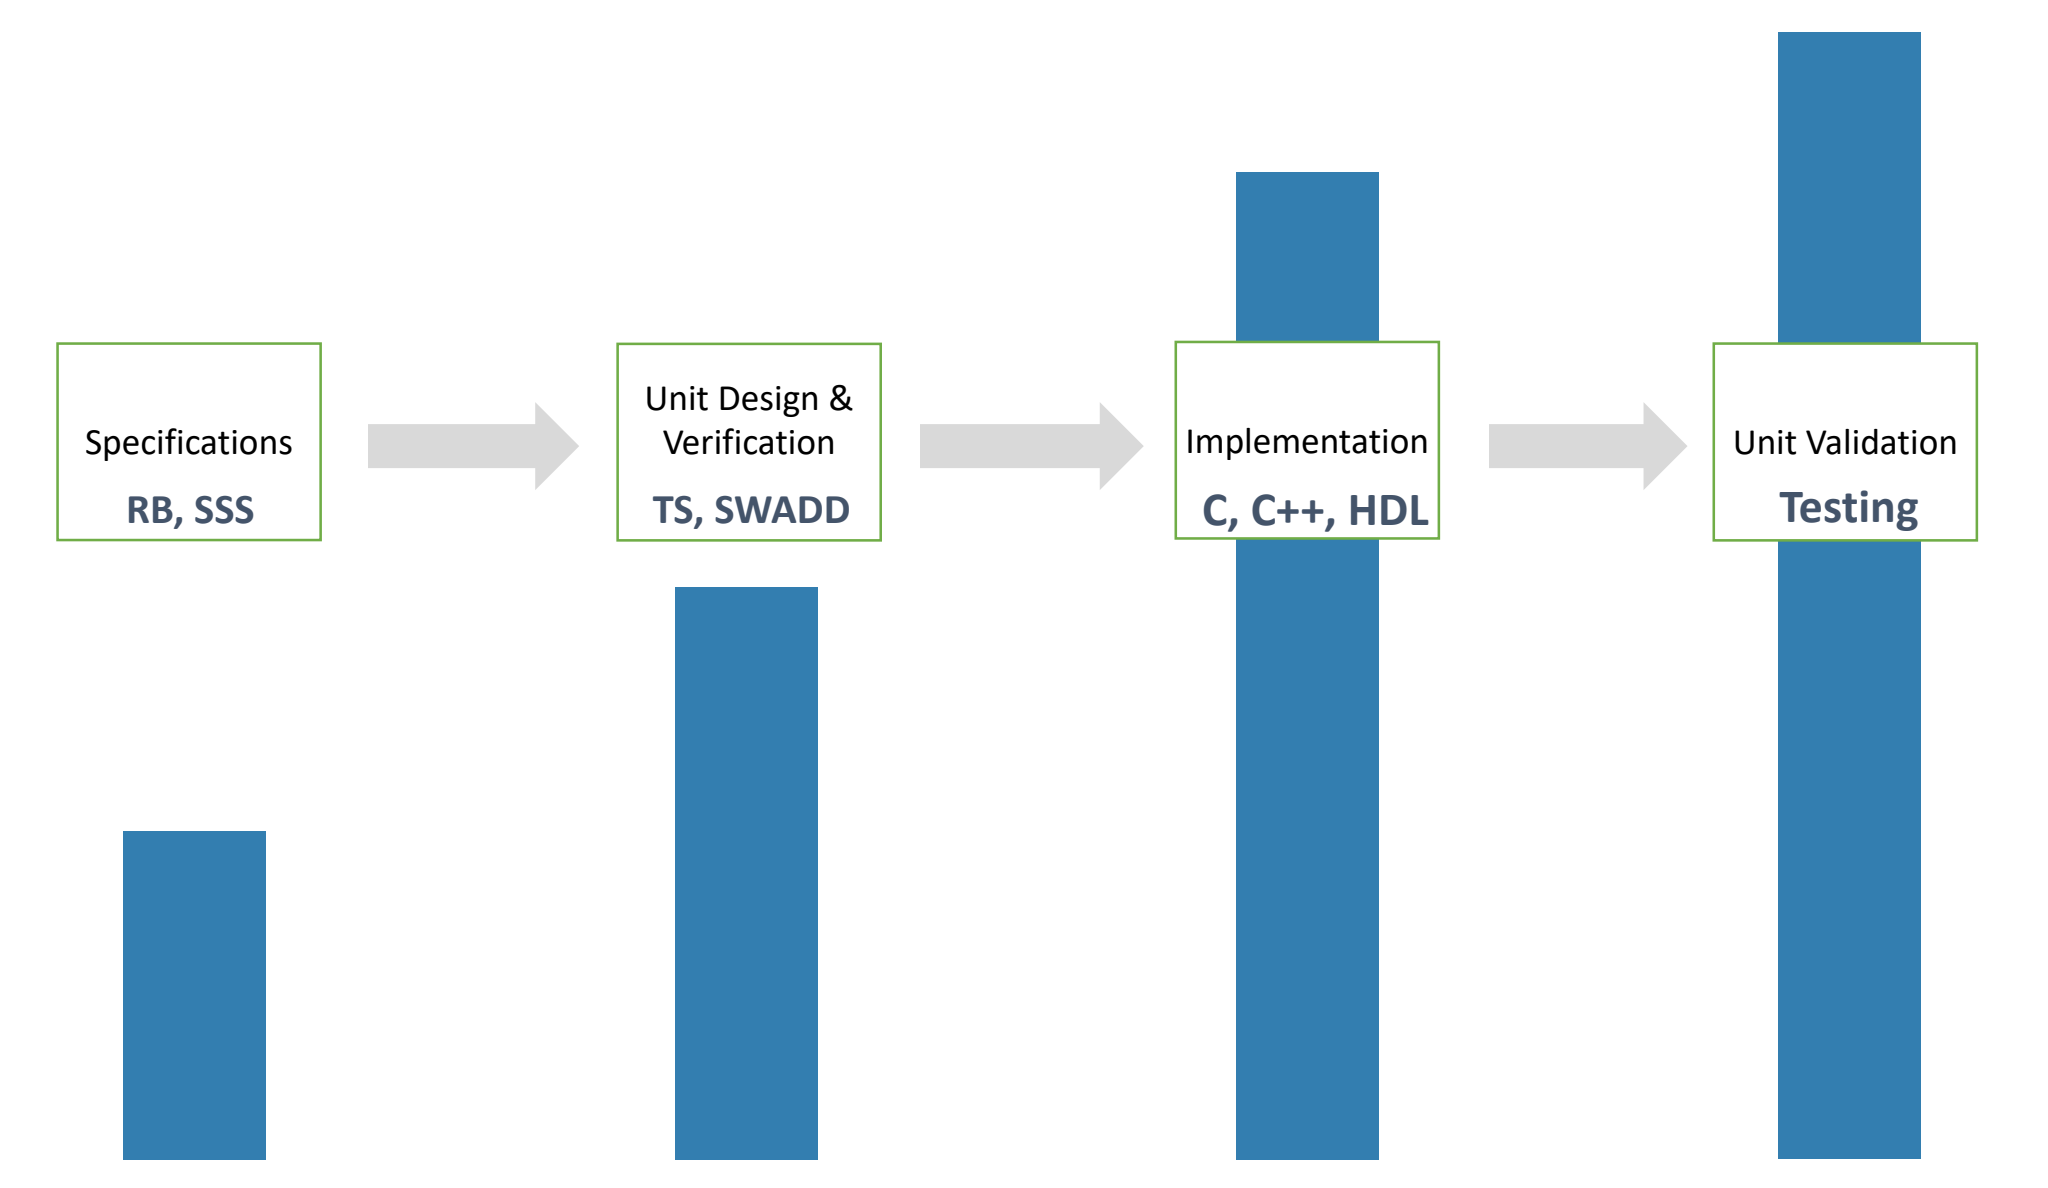 Specifications
RB, SSS
Unit Design &
Verification
TS, SWADD
Implementation
C, C++, HDL
Unit Validation
Testing